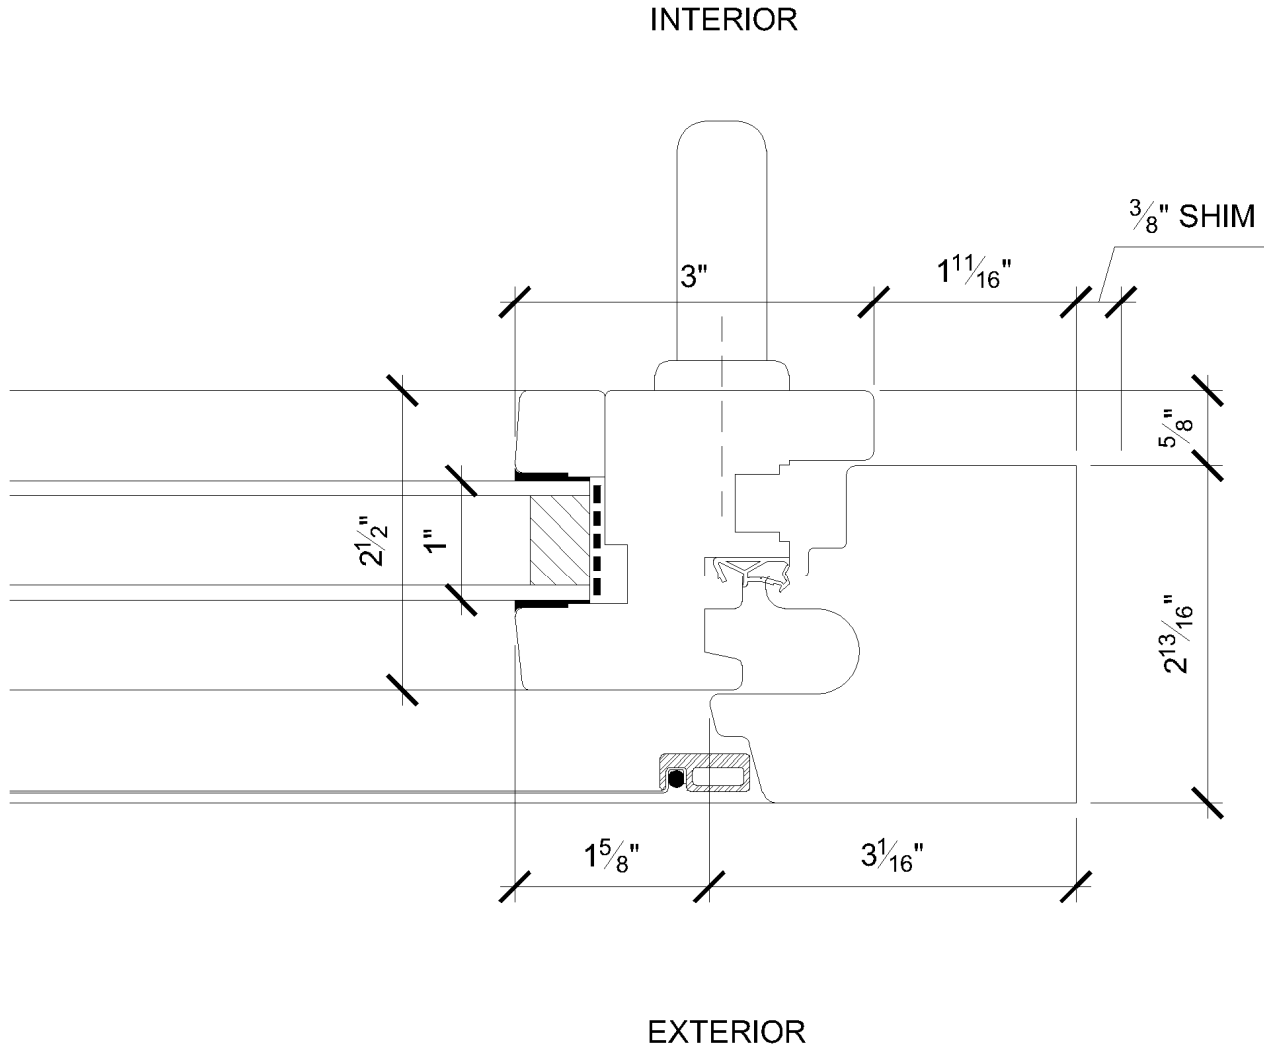 INTERIOR
3/8" SHIM
3"
1 11/16"
5/8"
2 1/2"
1"
2 13/16"
1 5/8"
3 1/16"
EXTERIOR